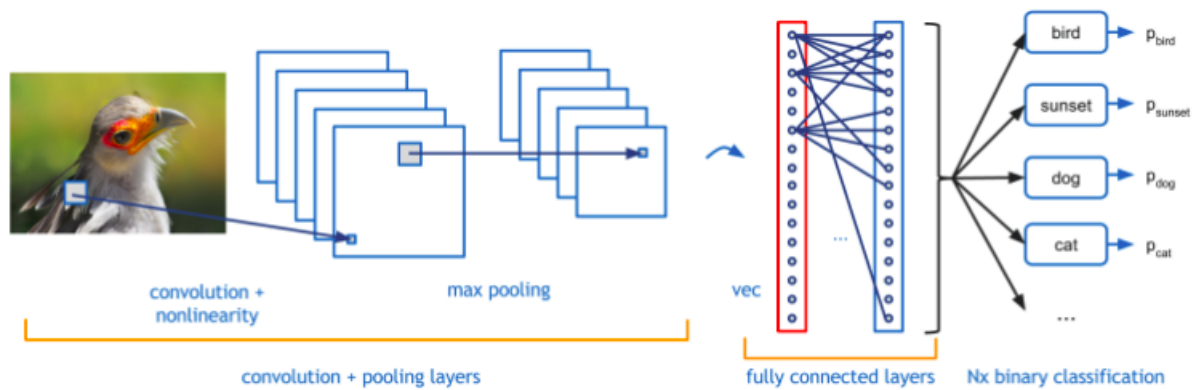 bird
p_bird
sunset
p_sunset
dog
p_dog
cat
p_cat
...
...
convolution +
nonlinearity
max pooling
vec
convolution + pooling layers
fully connected layers
Nx binary classification